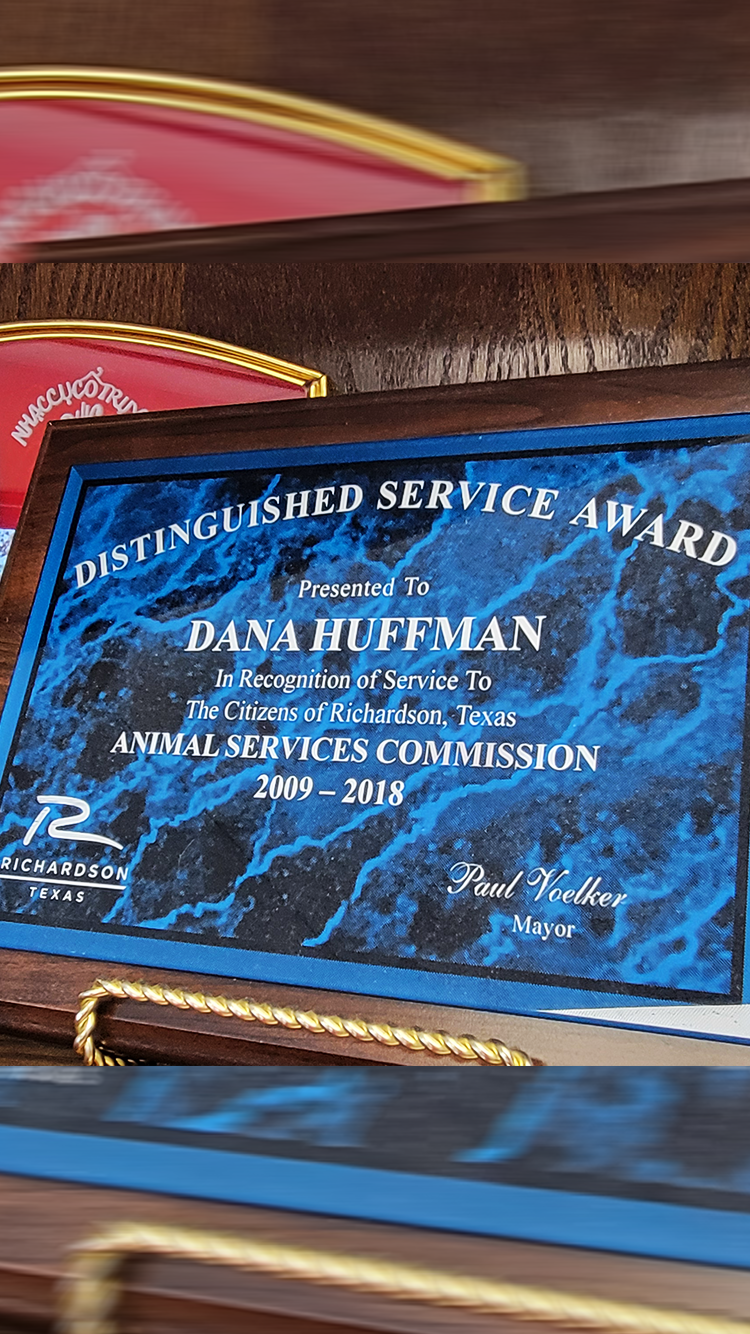 NHACCYCOTRUNG
DISTINGUISHED SERVICE AWARD
Presented To
DANA HUFFMAN
In Recognition of Service To
The Citizens of Richardson, Texas
ANIMAL SERVICES COMMISSION
2009 – 2018
RICHARDSON
TEXAS
Paul Voelker
Mayor